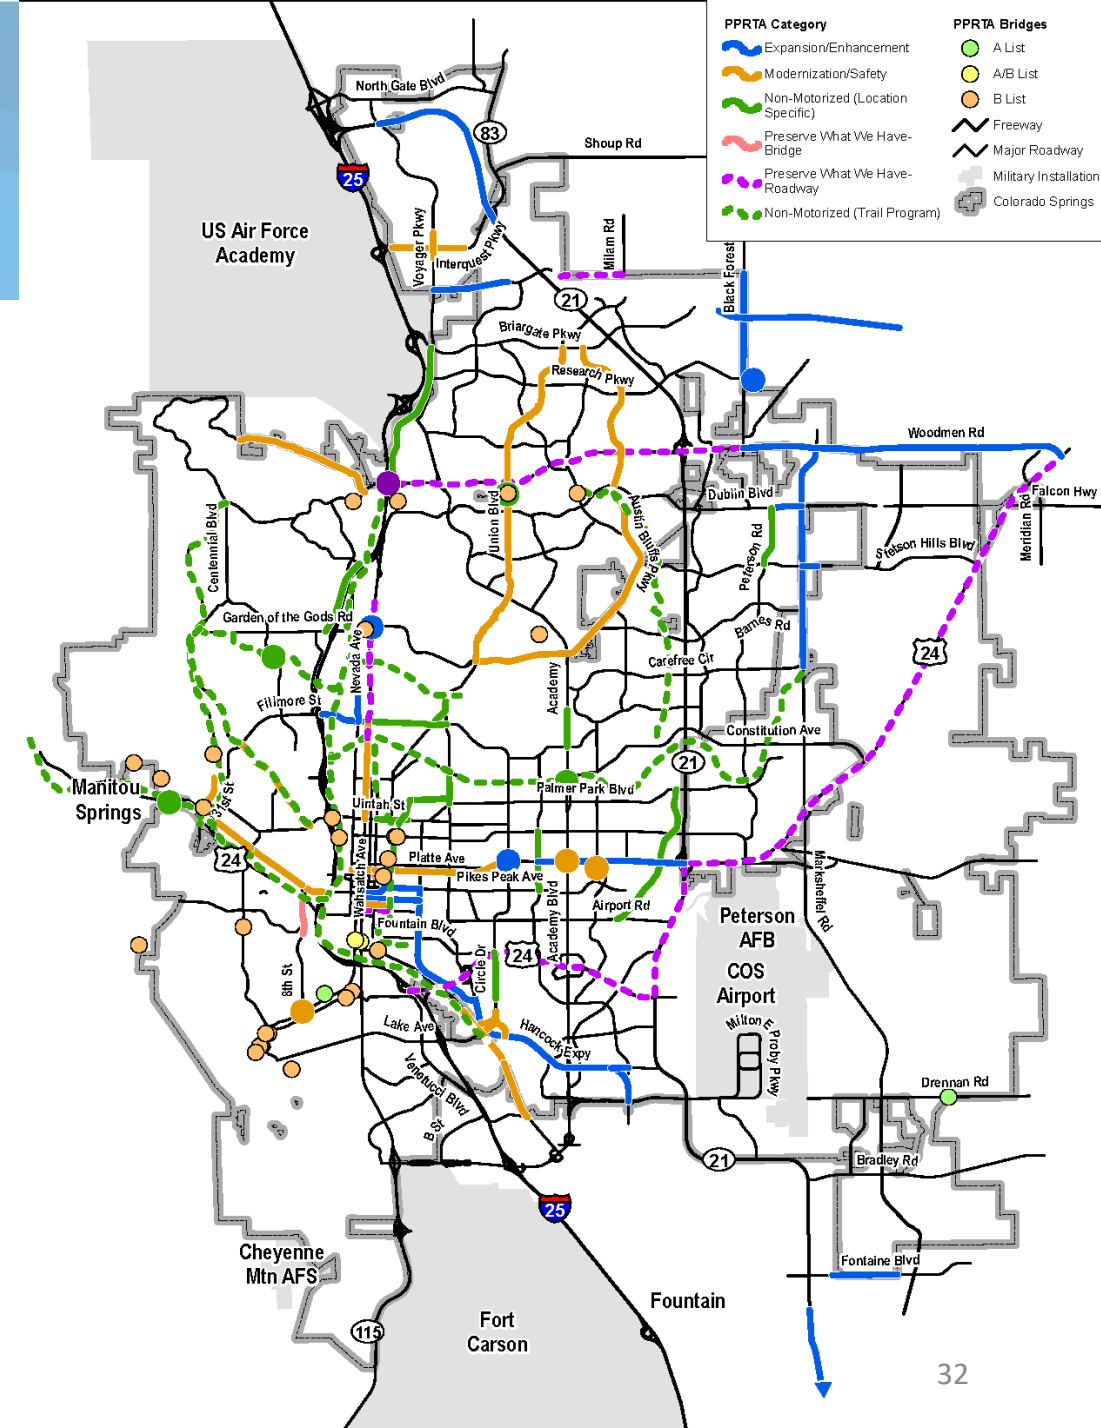 PPRTA Category
Expansion/Enhancement
Modernization/Safety
Non-Motorized (Location
Specific)
Preserve What We Have-
Bridge
Preserve What We Have-
Roadway
Non-Motorized (Trail Program)
PPRTA Bridges
A List
A/B List
B List
Freeway
Major Roadway
Military Installation
Colorado Springs
North Gate Blvd
83
Shoup Rd
25
US Air Force
Academy
Voyager Pkwy
Interquest Pkwy
Milam Rd
Black Forest
21
Briargate Pkwy
Research Pkwy
Woodmen Rd
Dublin Blvd
Falcon Hwy
Meridian Rd
Union Blvd
Austin Bluffs Pkwy
Peterson Rd
Stetson Hills Blvd
Centennial Blvd
Garden of the Gods Rd
Nevada Ave
Barnes Rd
Carefree Cir
24
Academy
Fillmore St
Constitution Ave
21
Manitou
Springs
31st St
Palmer Park Blvd
Uintah St
24
Platte Ave
Pikes Peak Ave
Wahsatch Ave
Marksheffel Rd
Airport Rd
Fountain Blvd
Academy Blvd
Peterson
AFB
24
Circle Dr
COS
Airport
8th St
Lake Ave
Hancock Expy
Milton E Proby Pkwy
Venetucci Blvd
B St
Drennan Rd
Bradley Rd
21
25
Cheyenne
Mtn AFS
Fontaine Blvd
Fountain
Fort
Carson
115
32